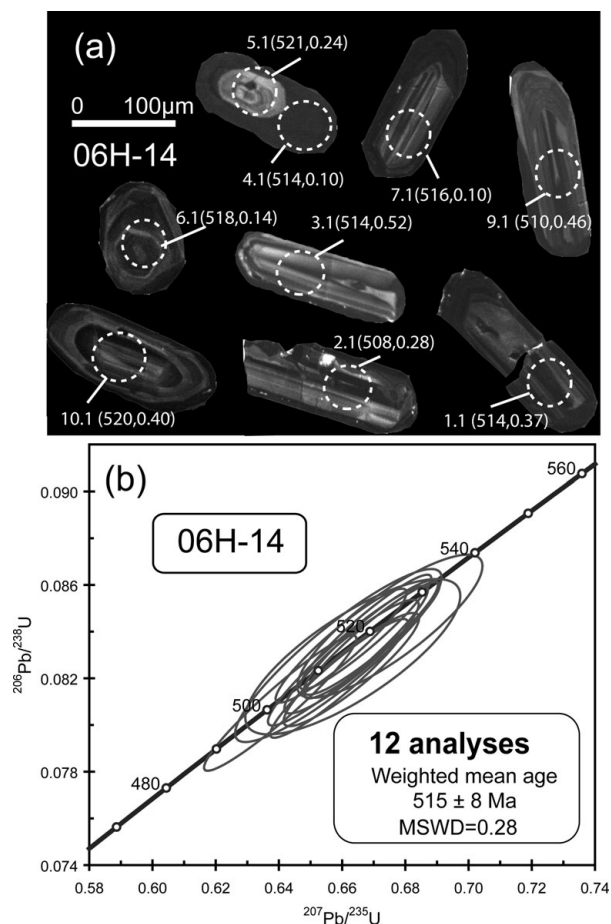 (a)
5.1(521,0.24)
0 100µm
06H-14
4.1(514,0.10)
7.1(516,0.10)
9.1 (510,0.46)
6.1(518,0.14)
3.1(514,0.52)
2.1(508,0.28)
10.1 (520,0.40)
1.1 (514,0.37)
(b)
06H-14
560
540
520
500
480
0.090
0.086
0.082
0.078
0.074
²⁰⁶Pb/²³⁸U
12 analyses
Weighted mean age
515 ± 8 Ma
MSWD=0.28
0.58 0.60 0.62 0.64 0.66 0.68 0.70 0.72 0.74
²⁰⁷Pb/²³⁵U